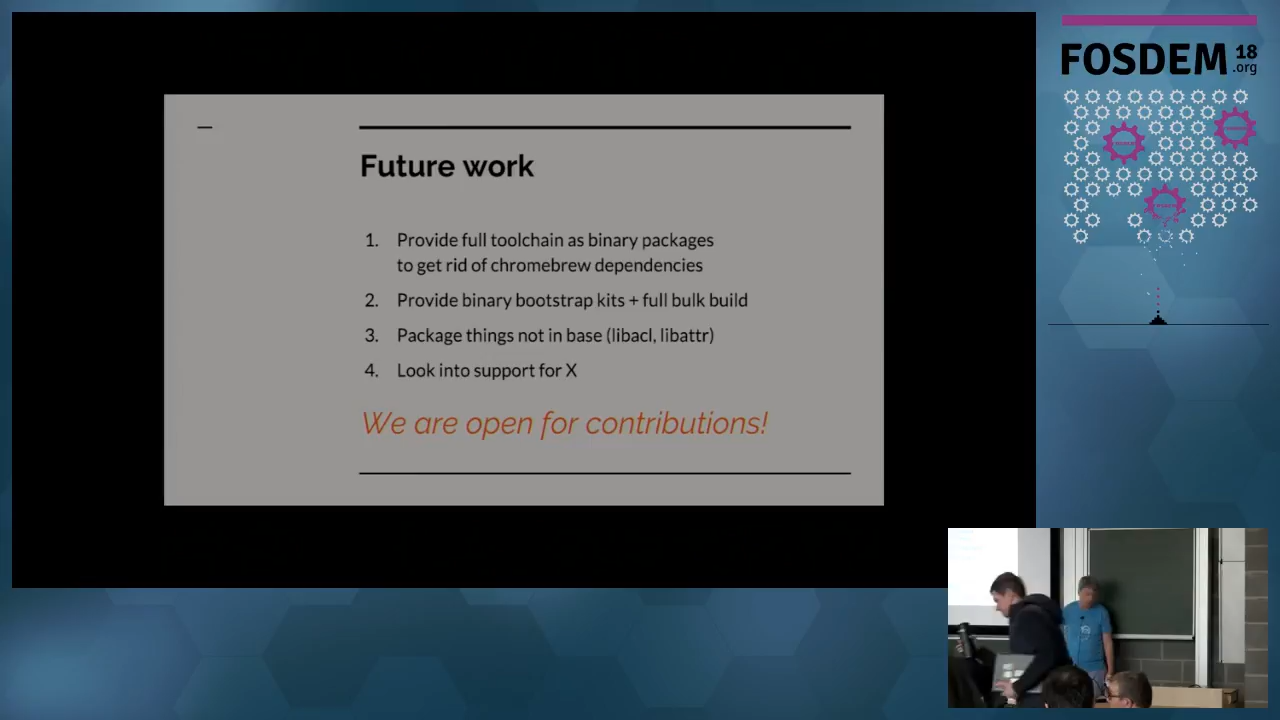 FOSDEM 18
.org
Future work
1. Provide full toolchain as binary packages
to get rid of chromebrew dependencies
2. Provide binary bootstrap kits + full bulk build
3. Package things not in base (libacl, libattr)
4. Look into support for X
We are open for contributions!